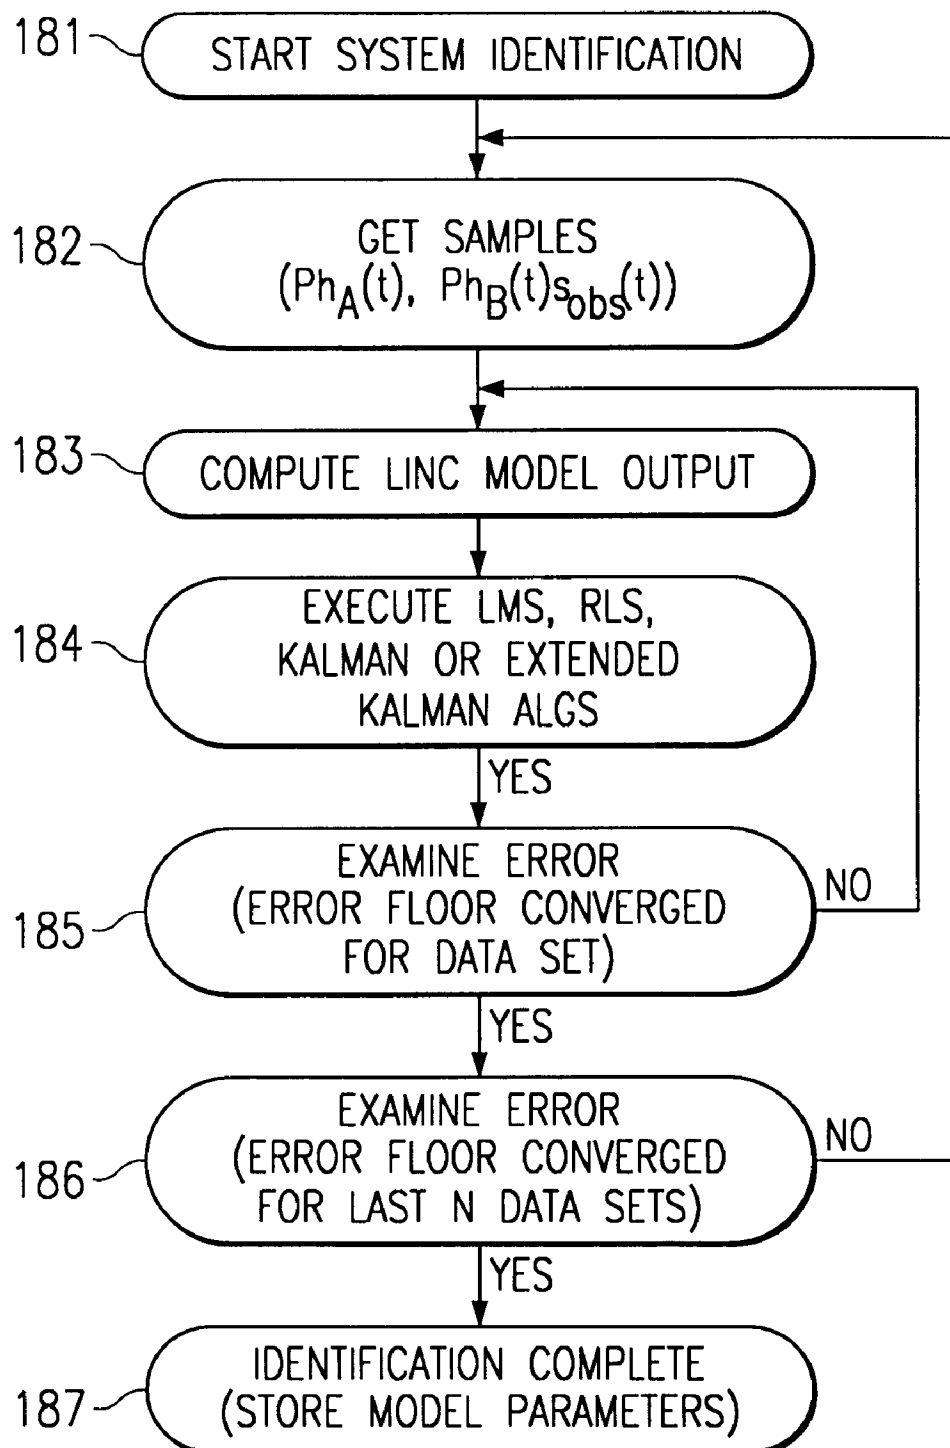 181
START SYSTEM IDENTIFICATION
182
GET SAMPLES
(PhA(t), PhB(t)sobs(t))
183
COMPUTE LINC MODEL OUTPUT
184
EXECUTE LMS, RLS,
KALMAN OR EXTENDED
KALMAN ALGS
YES
185
EXAMINE ERROR
(ERROR FLOOR CONVERGED
FOR DATA SET)
NO
YES
186
EXAMINE ERROR
(ERROR FLOOR CONVERGED
FOR LAST N DATA SETS)
NO
YES
187
IDENTIFICATION COMPLETE
(STORE MODEL PARAMETERS)